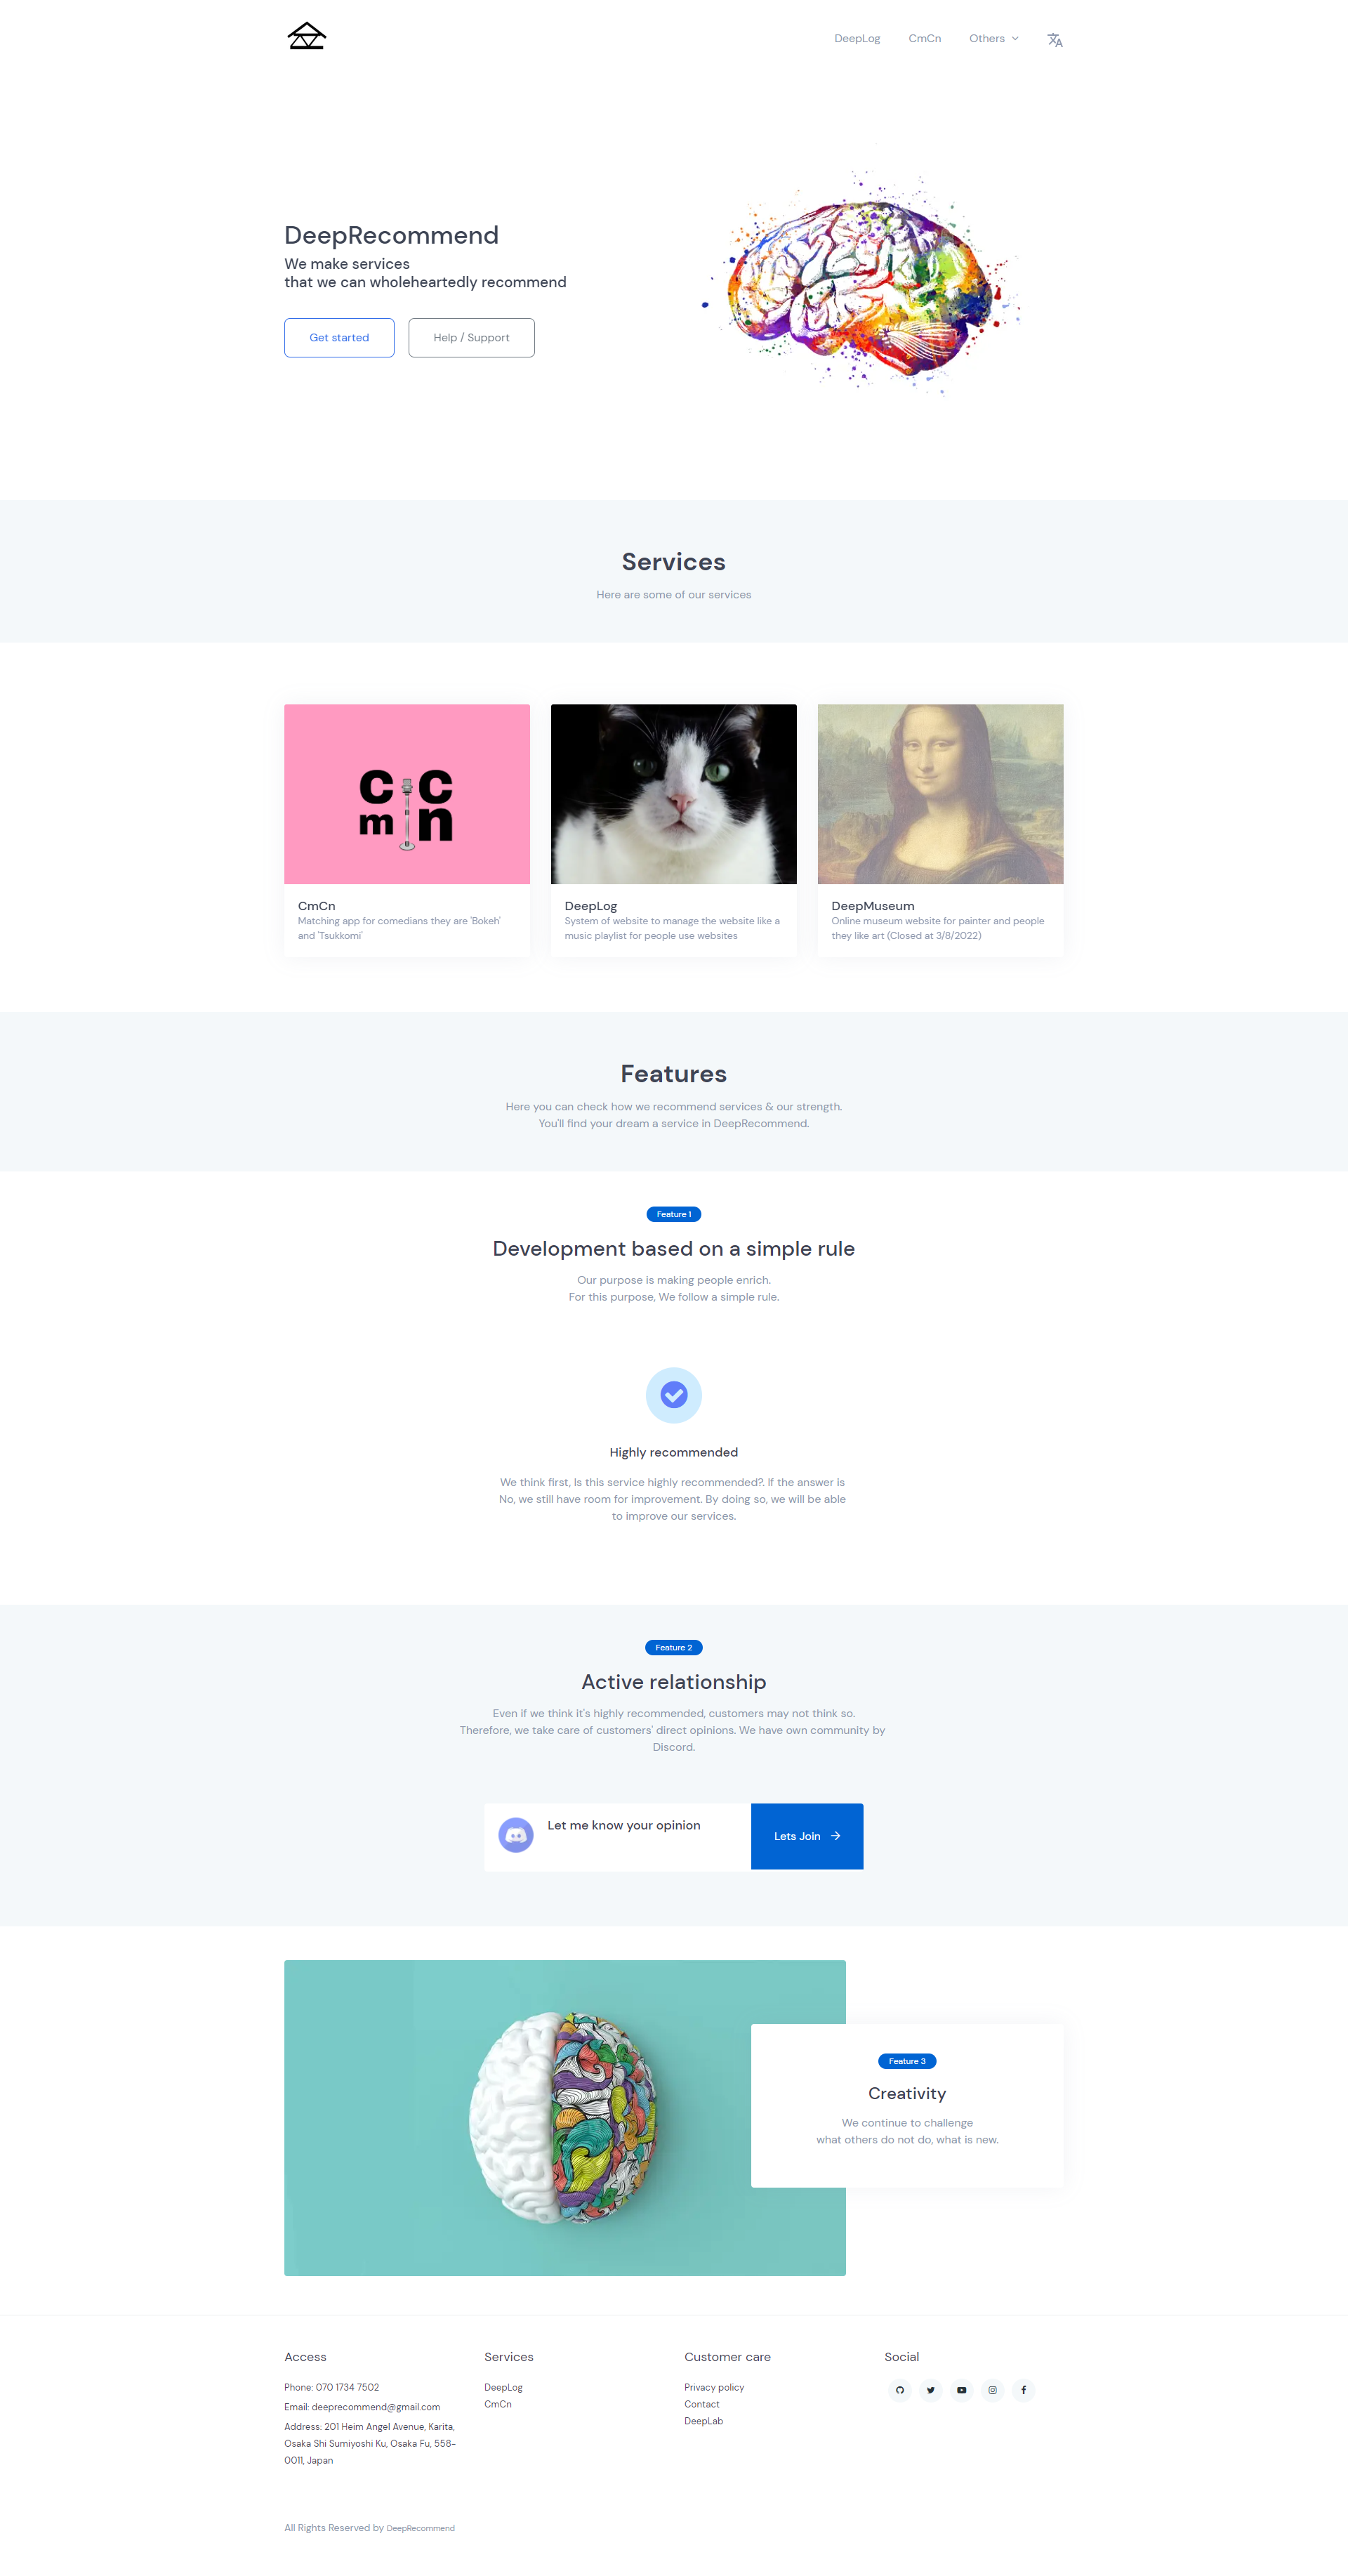 DeepLog
CmCn
Others
DeepRecommend
We make services
that we can wholeheartedly recommend
Get started
Help / Support
Services
Here are some of our services
c c
m n
CmCn
Matching app for comedians they are 'Bokeh'
and 'Tsukkomi'
DeepLog
System of website to manage the website like a
music playlist for people use websites
DeepMuseum
Online museum website for painter and people
they like art (Closed at 3/8/2022)
Features
Here you can check how we recommend services & our strength.
You'll find your dream a service in DeepRecommend.
Feature 1
Development based on a simple rule
Our purpose is making people enrich.
For this purpose, We follow a simple rule.
Highly recommended
We think first, Is this service highly recommended?. If the answer is
No, we still have room for improvement. By doing so, we will be able
to improve our services.
Feature 2
Active relationship
Even if we think it's highly recommended, customers may not think so.
Therefore, we take care of customers' direct opinions. We have own community by
Discord.
Let me know your opinion
Lets Join
Feature 3
Creativity
We continue to challenge
what others do not do, what is new.
Access
Phone: 070 1734 7502
Email: deeprecommend@gmail.com
Address: 201 Heim Angel Avenue, Karita,
Osaka Shi Sumiyoshi Ku, Osaka Fu, 558-
0011, Japan
Services
DeepLog
CmCn
Customer care
Privacy policy
Contact
DeepLab
Social
All Rights Reserved by DeepRecommend